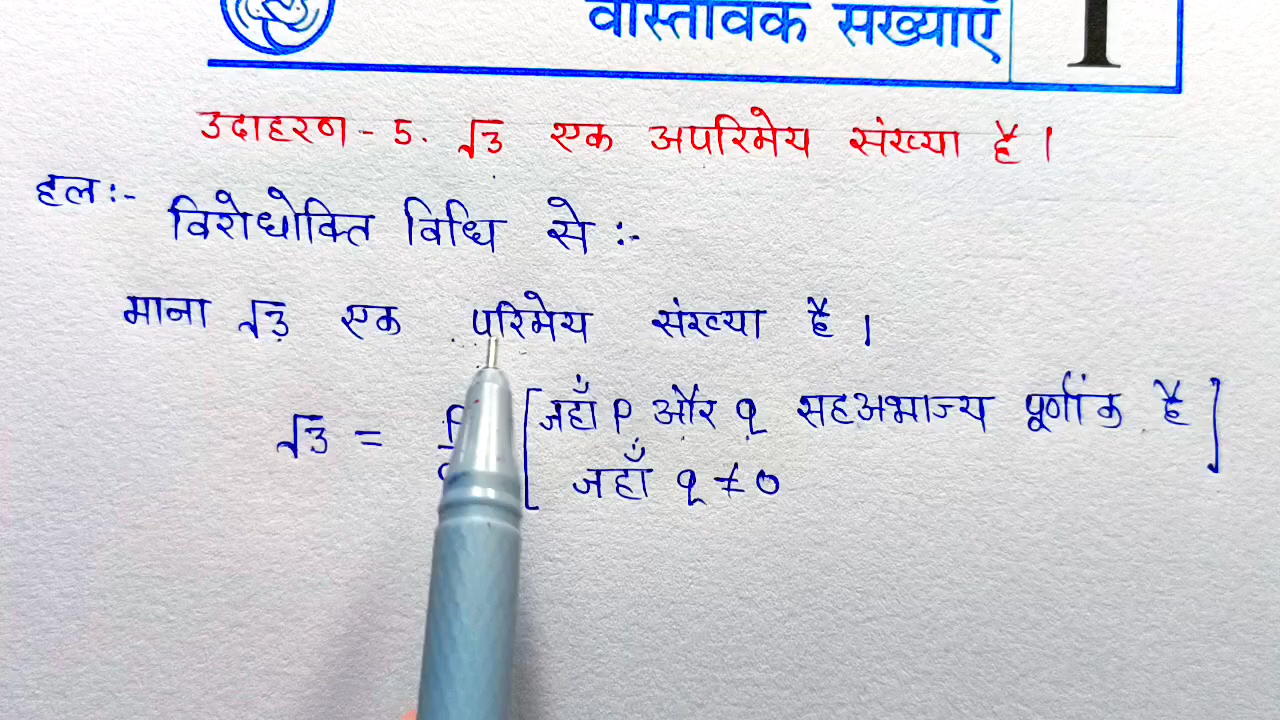 वास्तविक संख्याएँ 1
उदाहरण - 5. √3 एक अपरिमेय संख्या है।
हल:- विरोधोक्ति विधि से :-
माना √3 एक परिमेय संख्या है।
√3 = [जहाँ p और q सहअभाज्य पूर्णांक है]
जहाँ q ≠ 0